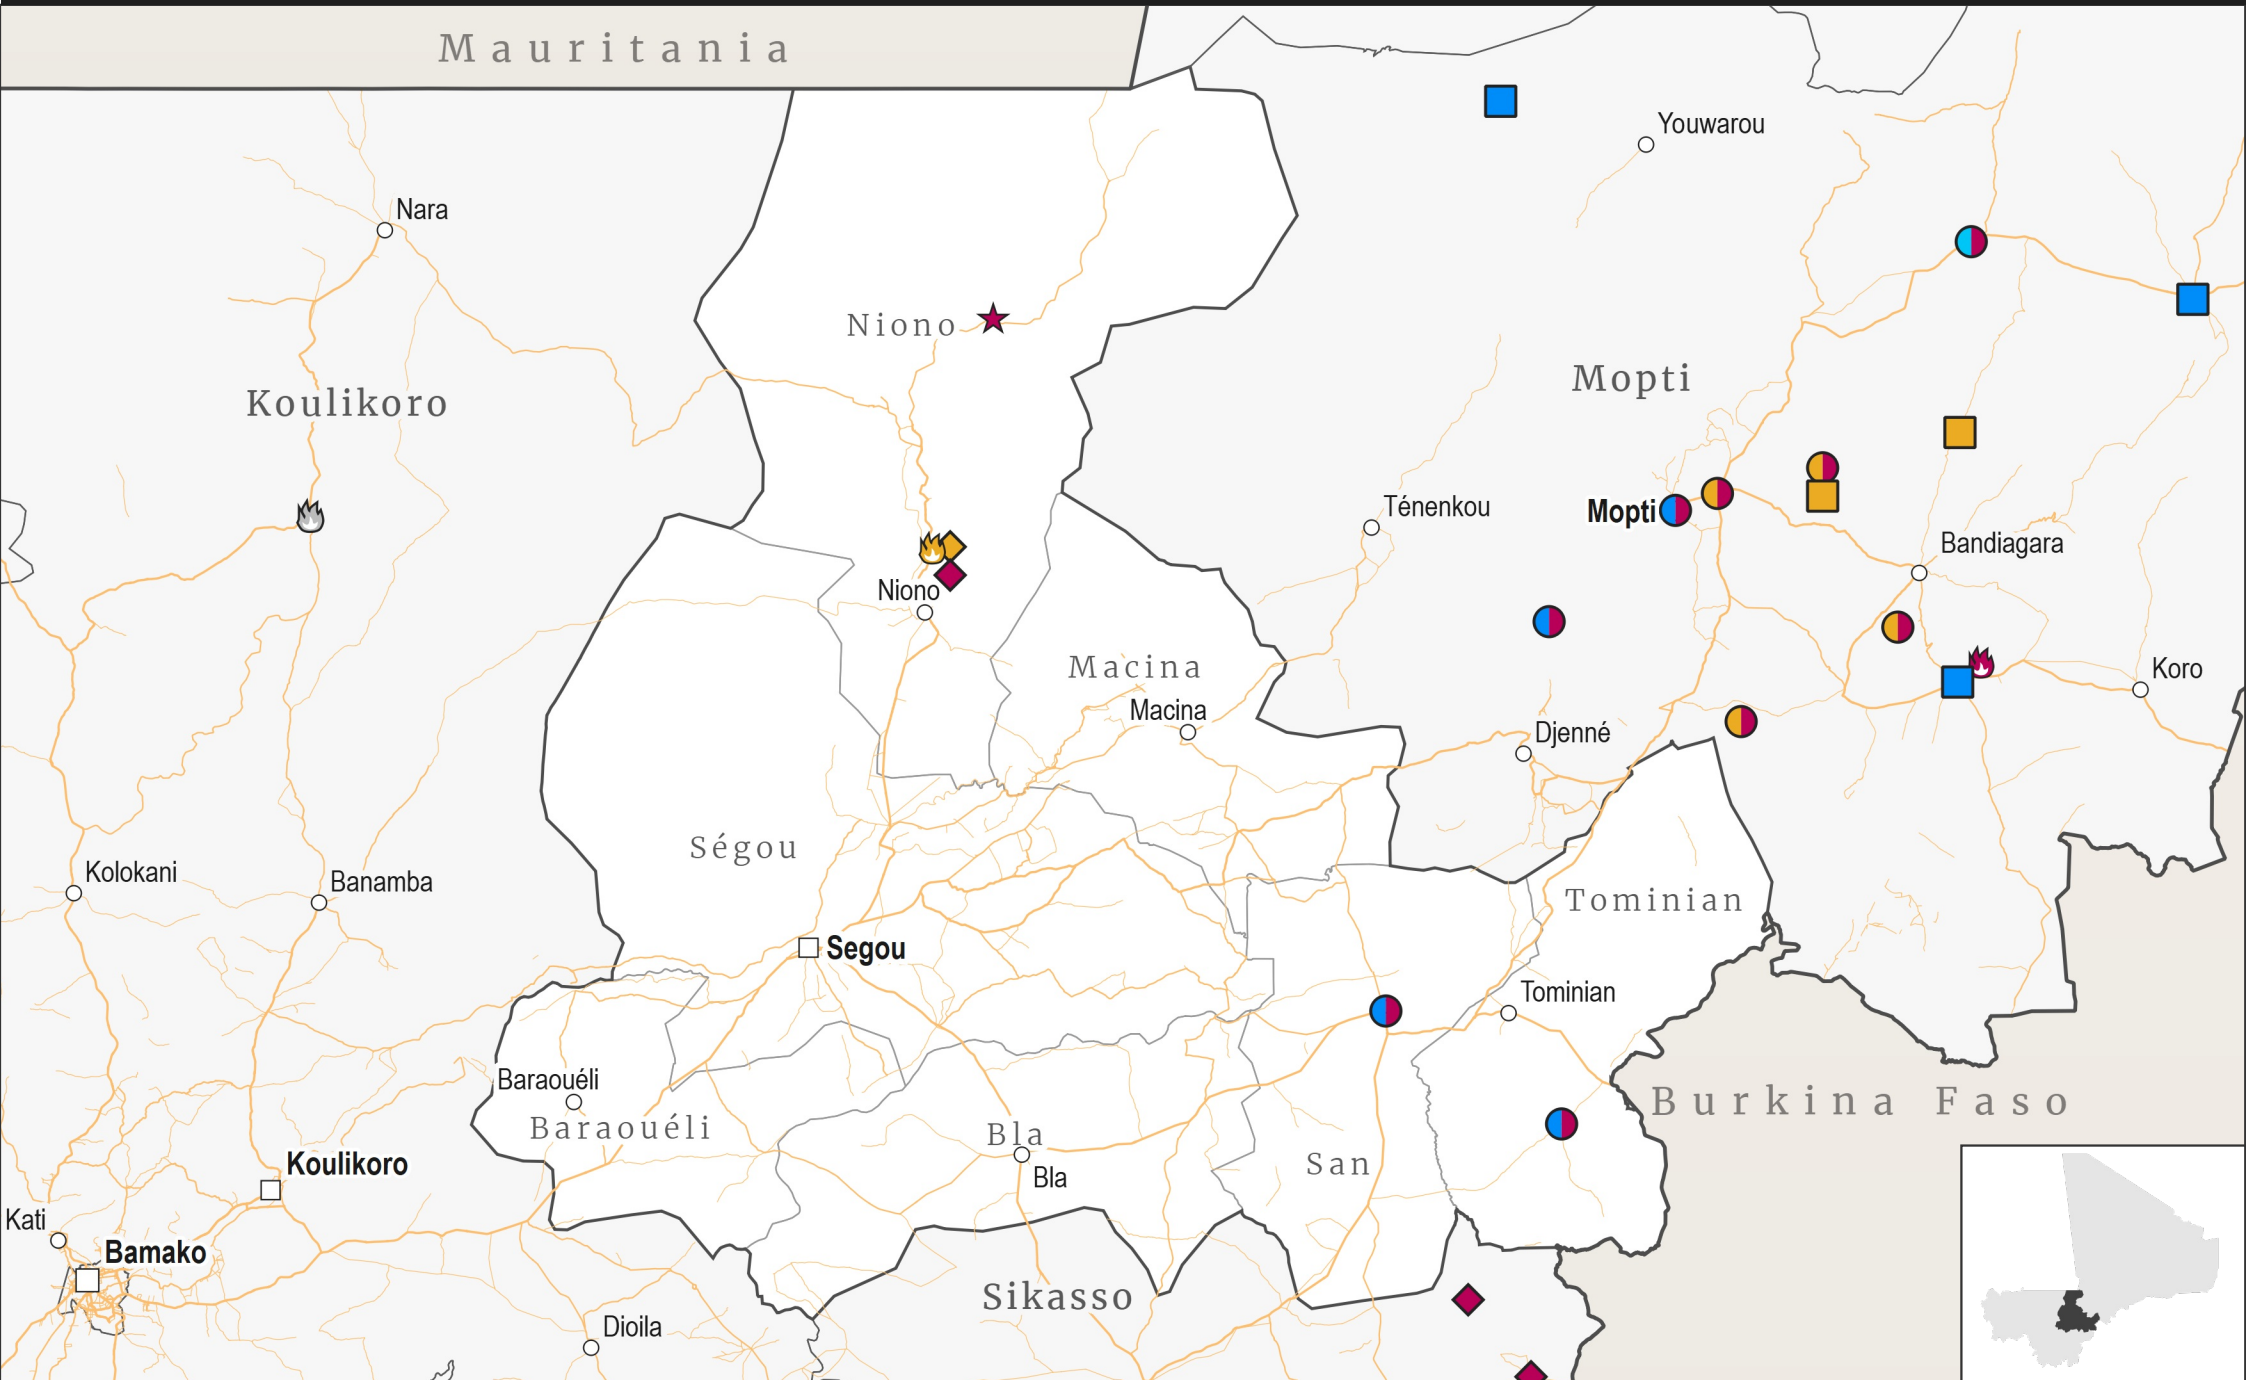 Mauritania
Youwarou
Nara
Niono
Mopti
Koulikoro
Ténenkou
Mopti
Bandiagara
Niono
Macina
Koro
Macina
Djenné
Ségou
Kolokani
Banamba
Tominian
Segou
Tominian
Baraouéli
Burkina Faso
Baraouéli
Bla
Koulikoro
San
Bla
Kati
Bamako
Sikasso
Dioila